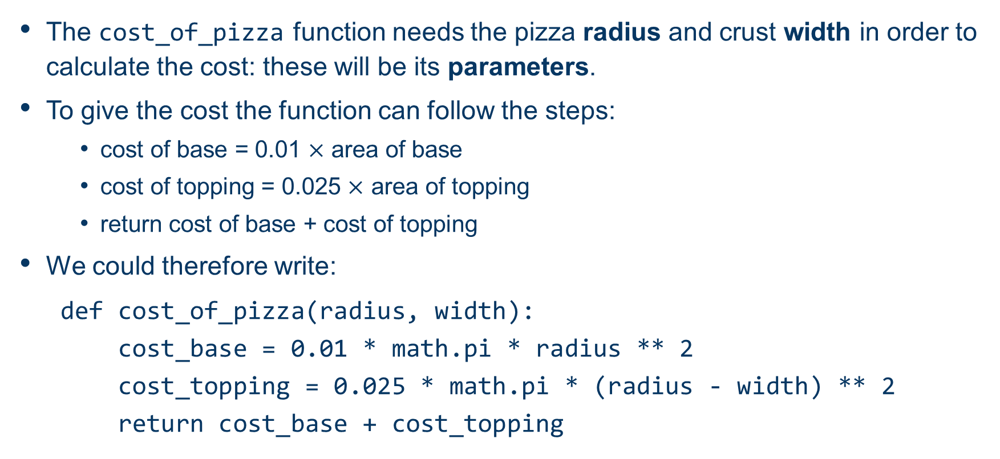 • The cost_of_pizza function needs the pizza radius and crust width in order to
calculate the cost: these will be its parameters.
• To give the cost the function can follow the steps:
• cost of base = 0.01 × area of base
• cost of topping = 0.025 × area of topping
• return cost of base + cost of topping
• We could therefore write:
def cost_of_pizza(radius, width):
    cost_base = 0.01 * math.pi * radius ** 2
    cost_topping = 0.025 * math.pi * (radius - width) ** 2
    return cost_base + cost_topping